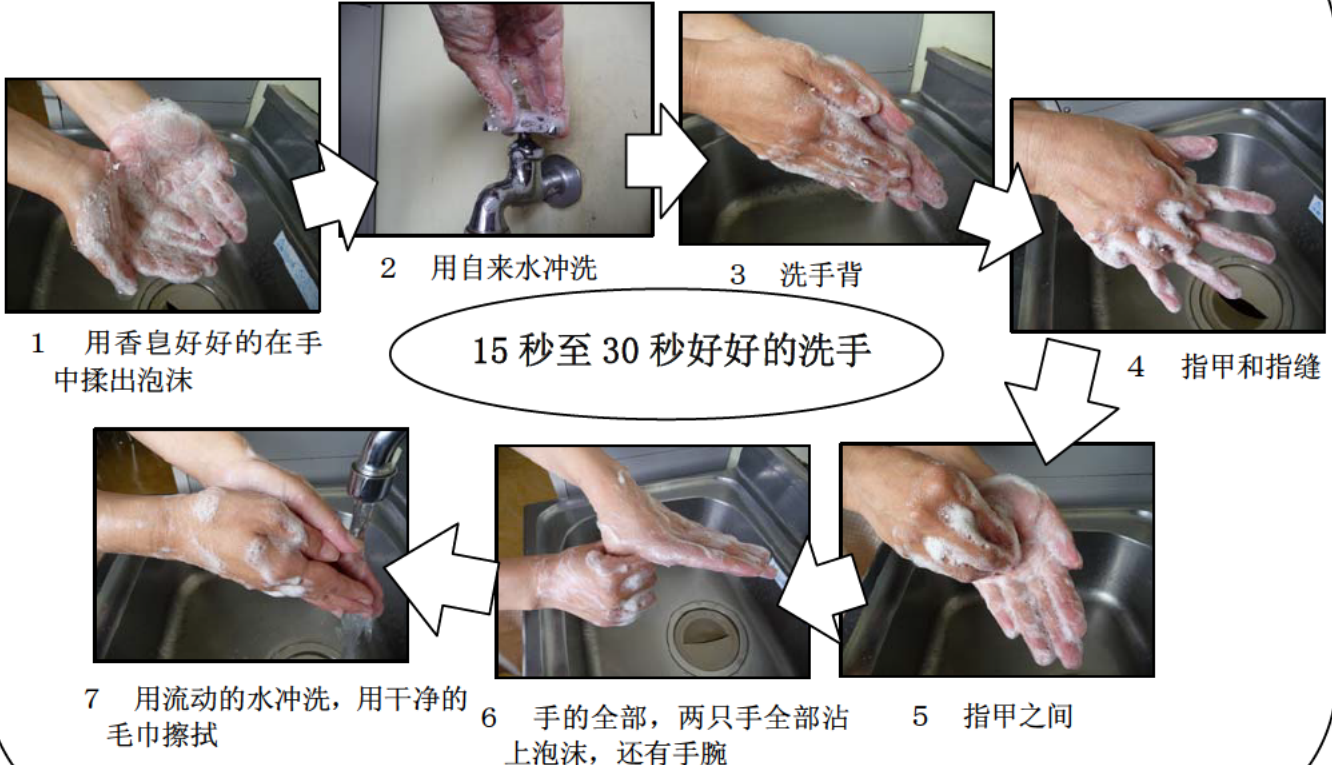 1 用香皂好好的在手
中揉出泡沫
2 用自来水冲洗
3 洗手背
4 指甲和指缝
15秒至30秒好好的洗手
5 指甲之间
6 手的全部，两只手全部沾
上泡沫，还有手腕
7 用流动的水冲洗，用干净的
毛巾擦拭